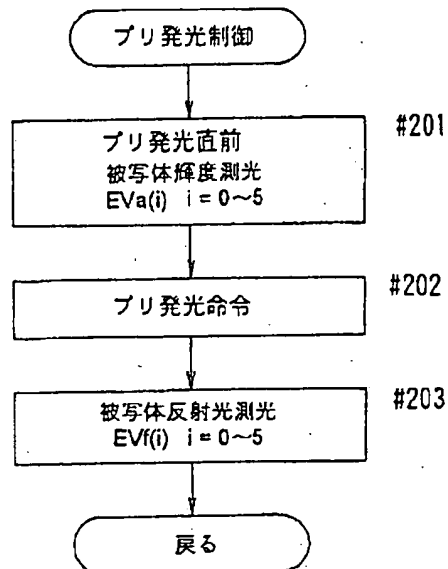 プリ発光制御
#201
プリ発光直前
被写体輝度測光
EVa(i) i = 0～5
#202
プリ発光命令
#203
被写体反射光測光
EVf(i) i = 0～5
戻る